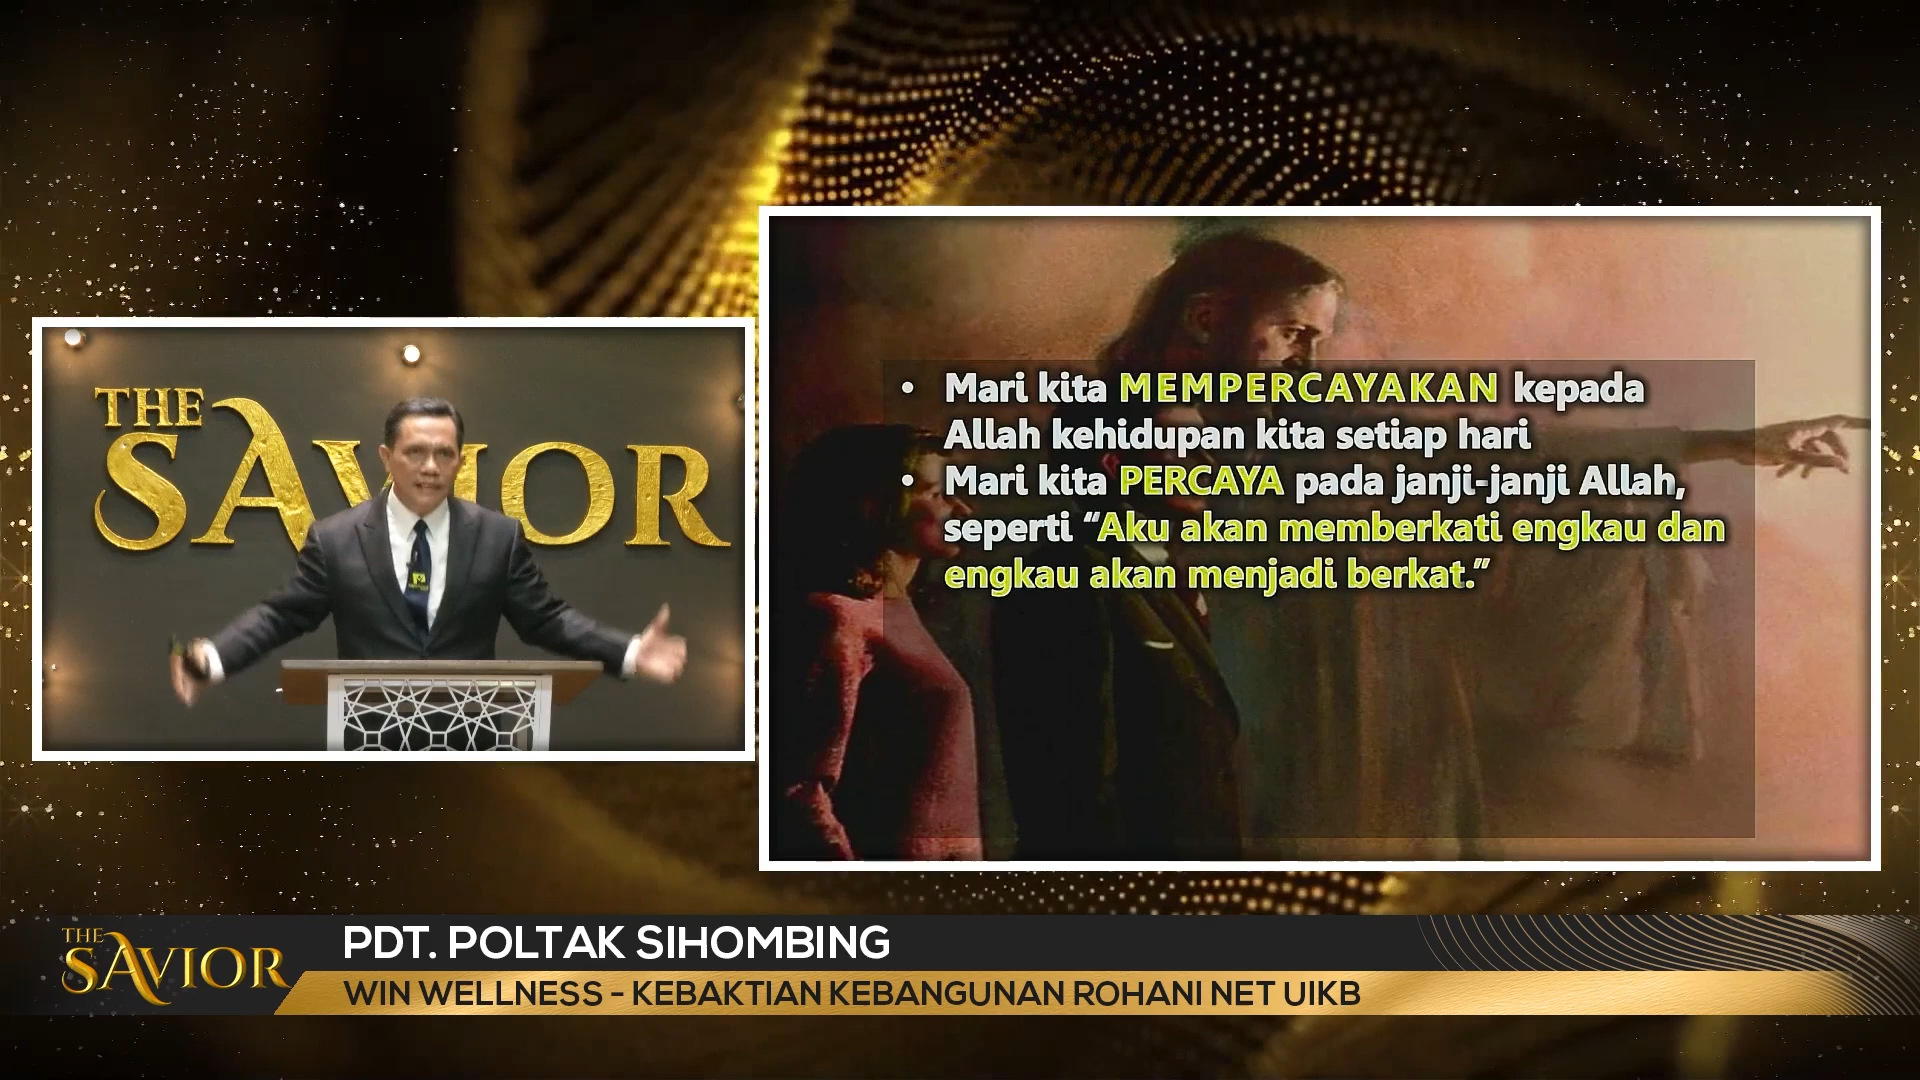 THE
SAVIOR
• Mari kita MEMPERCAYAKAN kepada
Allah kehidupan kita setiap hari
• Mari kita PERCAYA pada janji-janji Allah,
seperti “Aku akan memberkati engkau dan
engkau akan menjadi berkat.”
THE
SAVIOR
PDT. POLTAK SIHOMBING
WIN WELLNESS - KEBAKTIAN KEBANGUNAN ROHANI NET UIKB